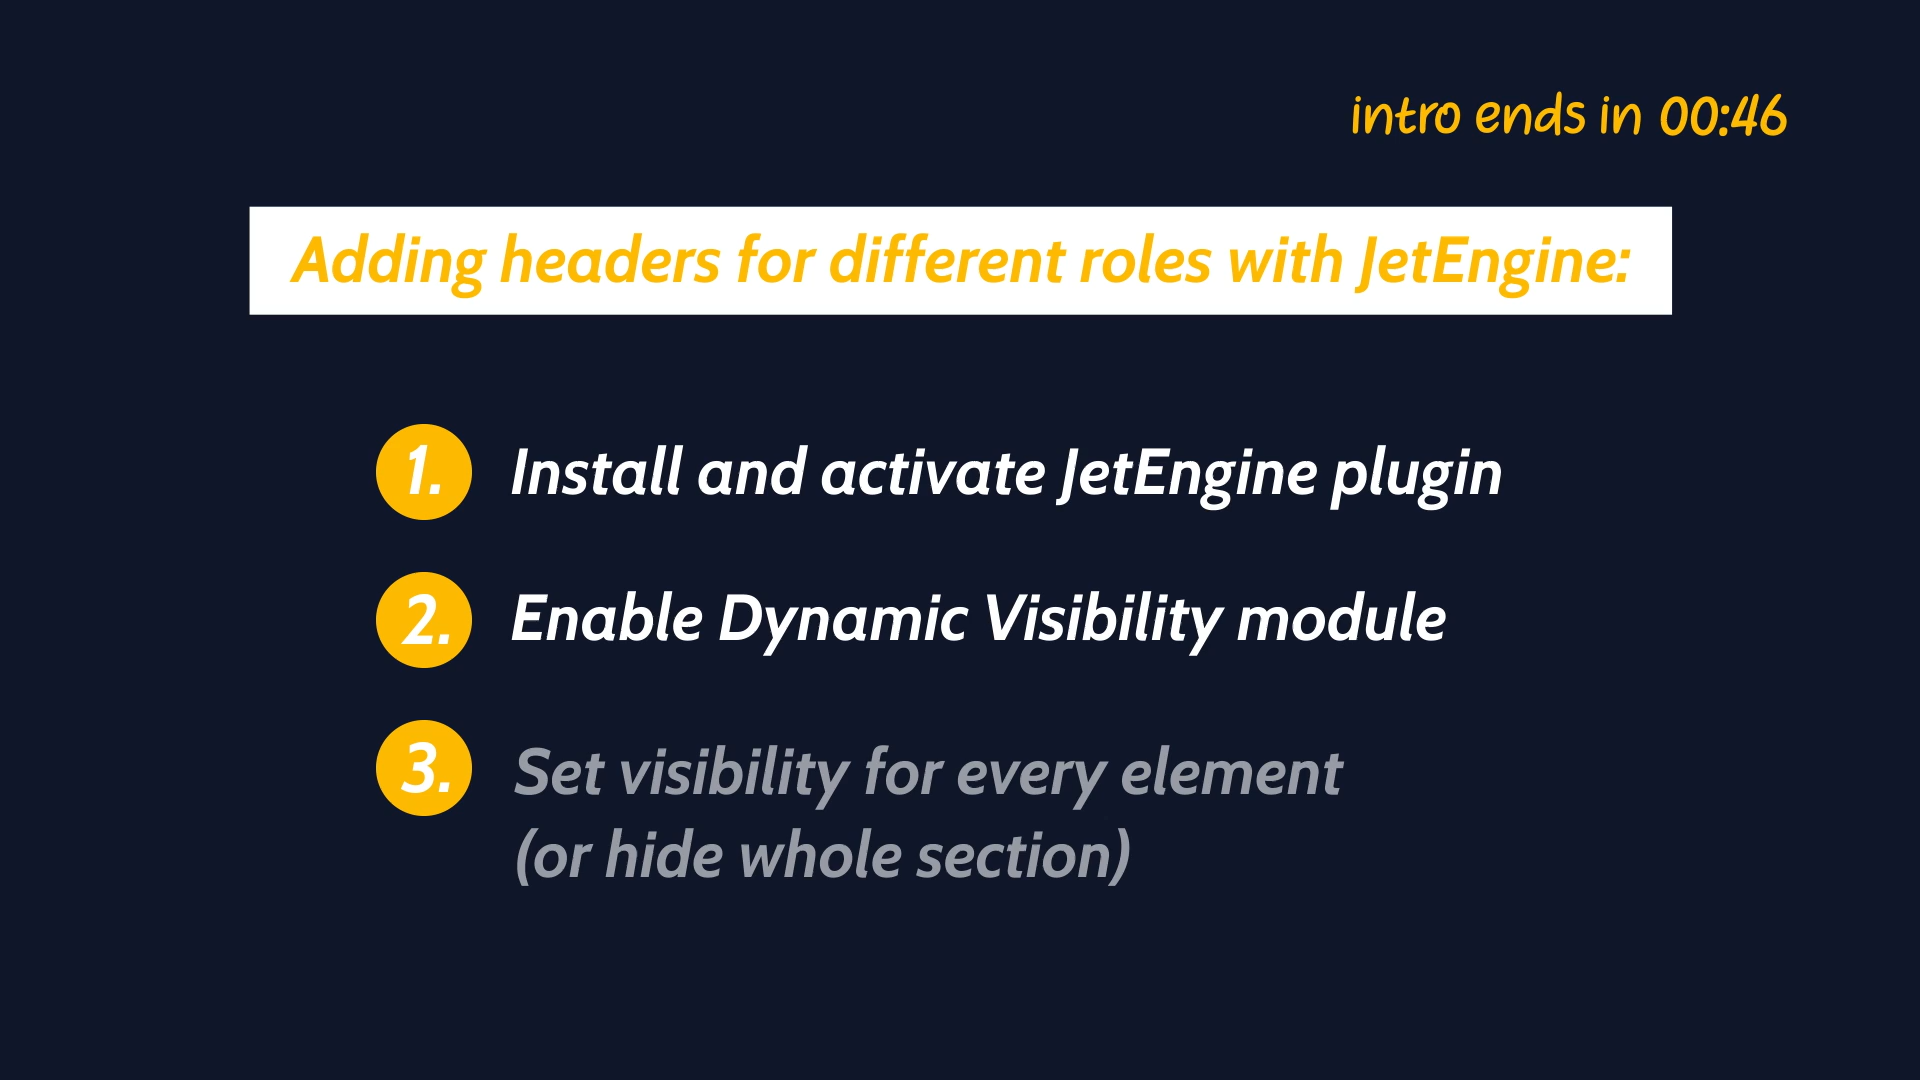 intro ends in 00:46
Adding headers for different roles with JetEngine:
1. Install and activate JetEngine plugin
2. Enable Dynamic Visibility module
3. Set visibility for every element
(or hide whole section)